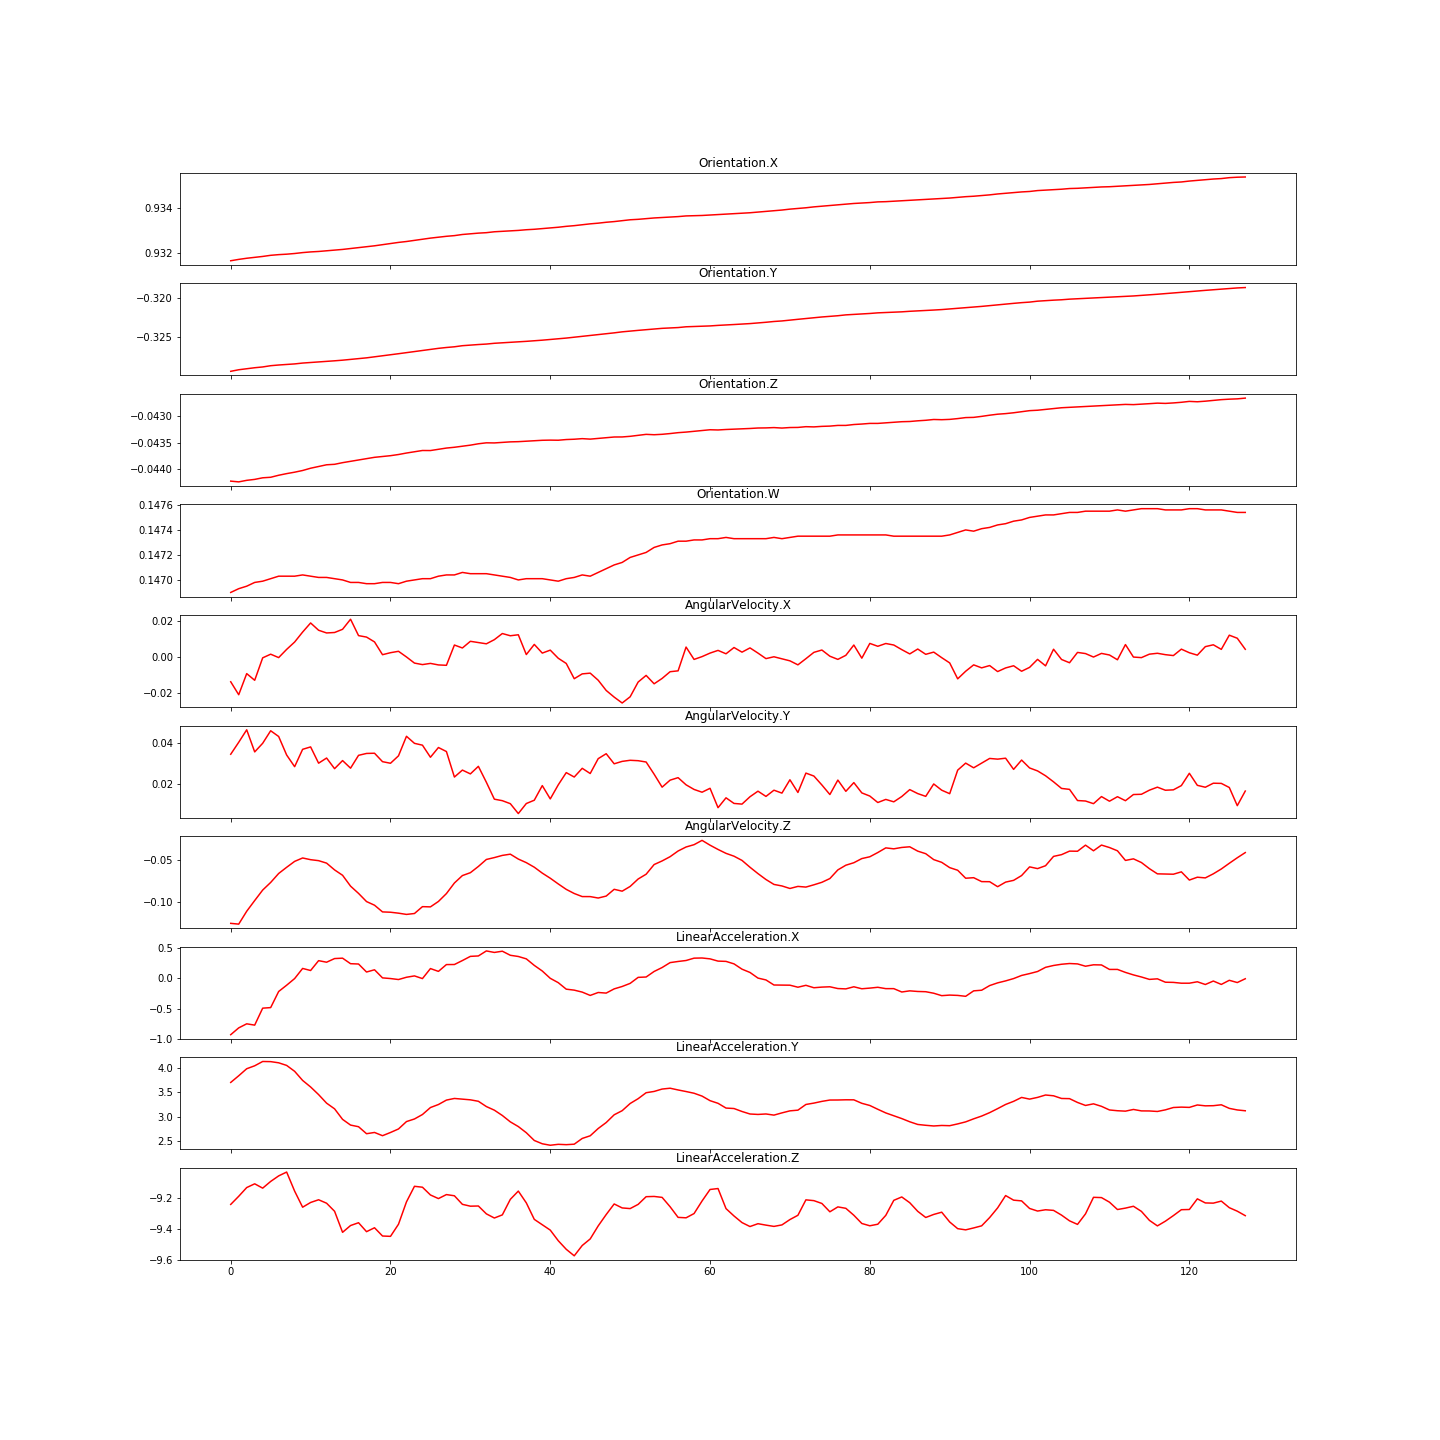 Orientation.X
0.934
0.932
Orientation.Y
−0.320
−0.325
Orientation.Z
−0.0430
−0.0435
−0.0440
Orientation.W
0.1476
0.1474
0.1472
0.1470
AngularVelocity.X
0.02
0.00
−0.02
AngularVelocity.Y
0.04
0.02
AngularVelocity.Z
−0.05
−0.10
LinearAcceleration.X
0.5
0.0
−0.5
−1.0
LinearAcceleration.Y
4.0
3.5
3.0
2.5
LinearAcceleration.Z
−9.2
−9.4
−9.6
0 20 40 60 80 100 120